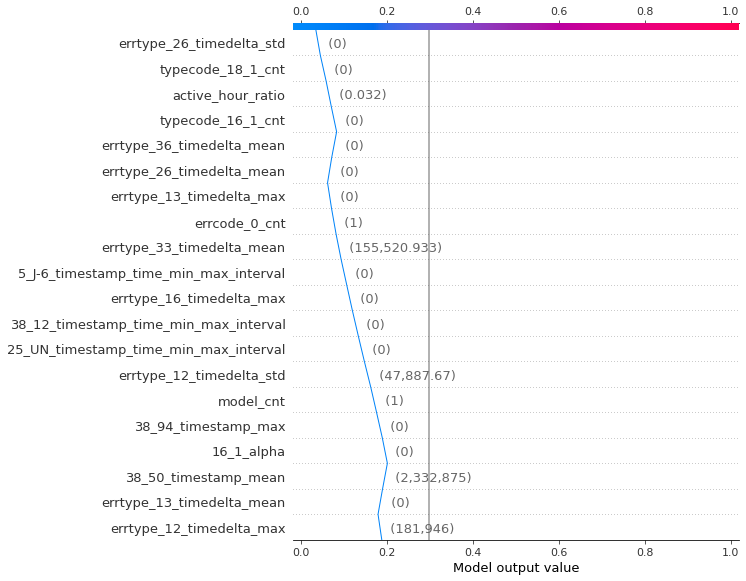 0.0 0.2 0.4 0.6 0.8 1.0
errtype_26_timedelta_std (0)
typecode_18_1_cnt (0)
active_hour_ratio (0.032)
typecode_16_1_cnt (0)
errtype_36_timedelta_mean (0)
errtype_26_timedelta_mean (0)
errtype_13_timedelta_max (0)
errcode_0_cnt (1)
errtype_33_timedelta_mean (155,520.933)
5_J-6_timestamp_time_min_max_interval (0)
errtype_16_timedelta_max (0)
38_12_timestamp_time_min_max_interval (0)
25_UN_timestamp_time_min_max_interval (0)
errtype_12_timedelta_std (47,887.67)
model_cnt (1)
38_94_timestamp_max (0)
16_1_alpha (0)
38_50_timestamp_mean (2,332,875)
errtype_13_timedelta_mean (0)
errtype_12_timedelta_max (181,946)
0.0 0.2 0.4 0.6 0.8 1.0
Model output value